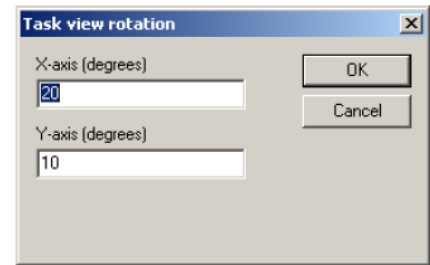 Task view rotation
X-axis (degrees)
20
OK
Cancel
Y-axis (degrees)
10